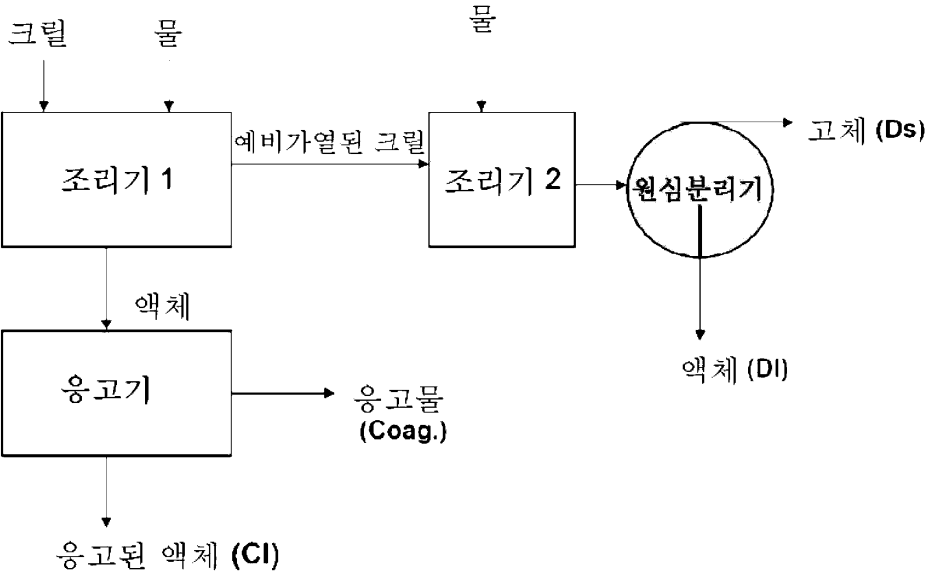 크릴
물
물
조리기 1
예비가열된 크릴
조리기 2
원심분리기
고체 (Ds)
액체
액체 (Dl)
응고기
응고물
(Coag.)
응고된 액체 (Cl)